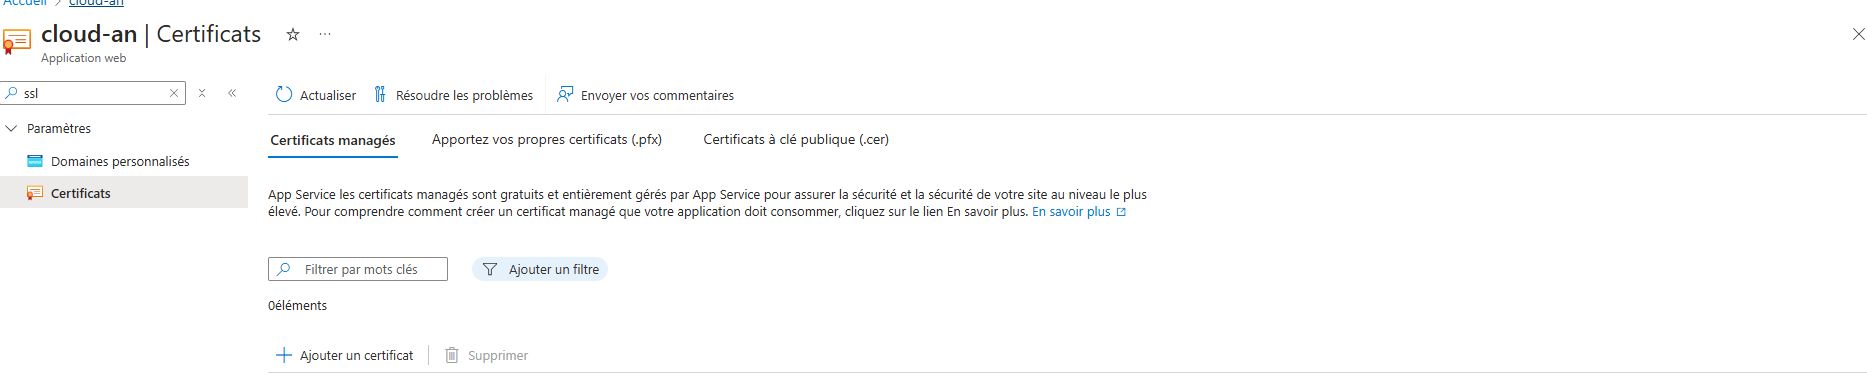 Accueil > cloud-an
cloud-an | Certificats
Application web
ssl
Actualiser Résoudre les problèmes Envoyer vos commentaires
Paramètres
Domaines personnalisés
Certificats
Certificats managés Apportez vos propres certificats (.pfx) Certificats à clé publique (.cer)
App Service les certificats managés sont gratuits et entièrement gérés par App Service pour assurer la sécurité et la sécurité de votre site au niveau le plus
élevé. Pour comprendre comment créer un certificat managé que votre application doit consommer, cliquez sur le lien En savoir plus. En savoir plus
Filtrer par mots clés Ajouter un filtre
0éléments
Ajouter un certificat Supprimer